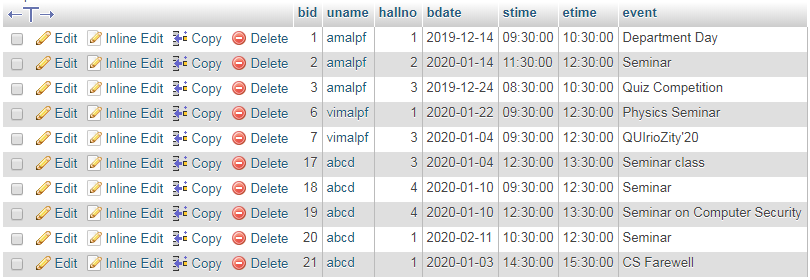 bid uname hallno bdate stime etime event
Edit Inline Edit Copy Delete 1 amalpf 1 2019-12-14 09:30:00 10:30:00 Department Day
Edit Inline Edit Copy Delete 2 amalpf 2 2020-01-14 11:30:00 12:30:00 Seminar
Edit Inline Edit Copy Delete 3 amalpf 3 2019-12-24 08:30:00 10:30:00 Quiz Competition
Edit Inline Edit Copy Delete 6 vimalpf 1 2020-01-22 09:30:00 12:30:00 Physics Seminar
Edit Inline Edit Copy Delete 7 vimalpf 3 2020-01-04 09:30:00 12:30:00 QUIrioZity'20
Edit Inline Edit Copy Delete 17 abcd 3 2020-01-04 12:30:00 13:30:00 Seminar class
Edit Inline Edit Copy Delete 18 abcd 4 2020-01-10 09:30:00 12:30:00 Seminar
Edit Inline Edit Copy Delete 19 abcd 4 2020-01-10 12:30:00 13:30:00 Seminar on Computer Security
Edit Inline Edit Copy Delete 20 abcd 1 2020-02-11 10:30:00 12:30:00 Seminar
Edit Inline Edit Copy Delete 21 abcd 1 2020-01-03 14:30:00 15:30:00 CS Farewell